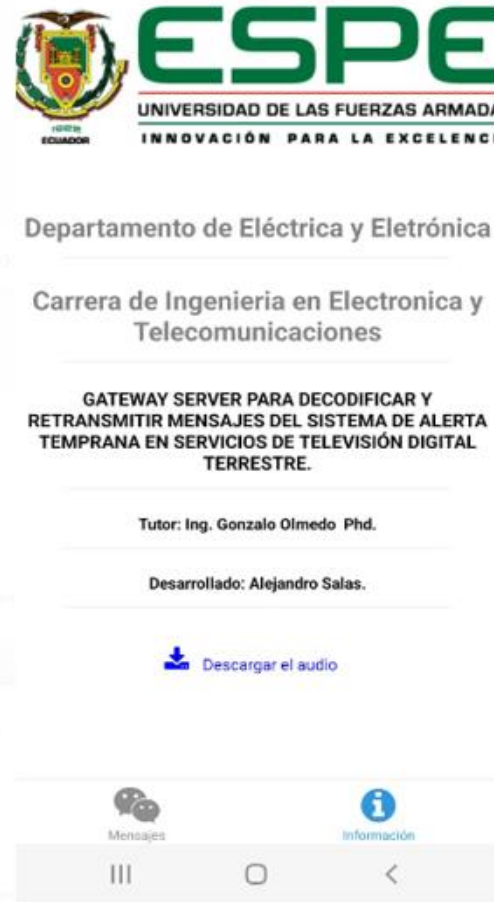 ESPE
UNIVERSIDAD DE LAS FUERZAS ARMADA
INNOVACIÓN PARA LA EXCELENCI
ECUADOR
Departamento de Eléctrica y Eletrónica
Carrera de Ingenieria en Electronica y
Telecomunicaciones
GATEWAY SERVER PARA DECODIFICAR Y
RETRANSMITIR MENSAJES DEL SISTEMA DE ALERTA
TEMPRANA EN SERVICIOS DE TELEVISIÓN DIGITAL
TERRESTRE.
Tutor: Ing. Gonzalo Olmedo Phd.
Desarrollado: Alejandro Salas.
Descargar el audio
Mensajes
Información